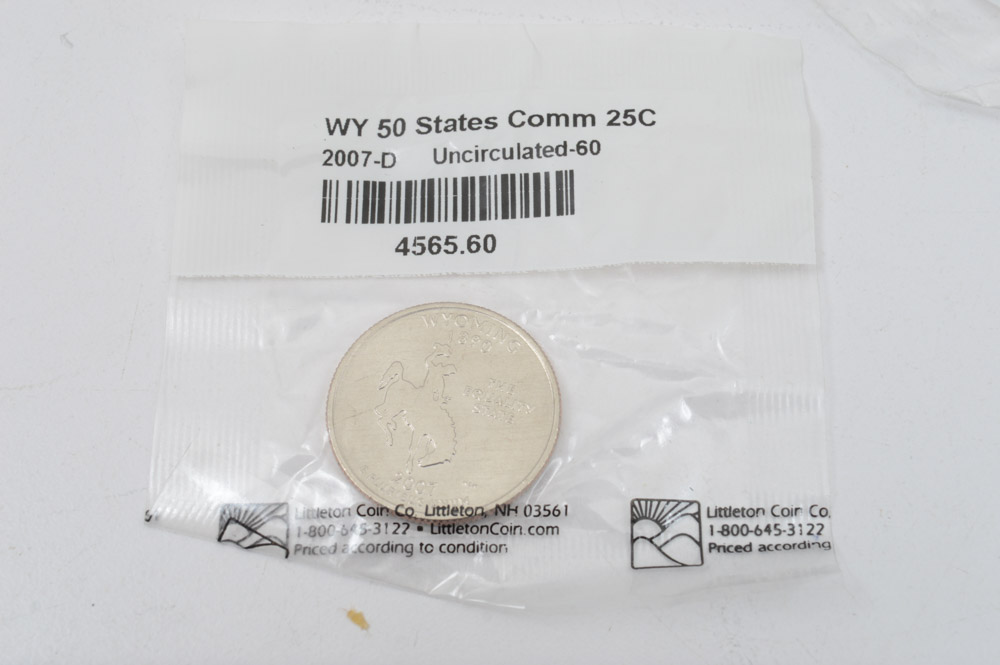 WY 50 States Comm 25C
2007-D Uncirculated-60
4565.60
WYOMING
1890
THE
EQUALITY
STATE
2007
Littleton Coin Co. Littleton, NH 03561
1-800-645-3122 • LittletonCoin.com
Priced according to condition
Littleton Coin Co.
1-800-645-3122
Priced according